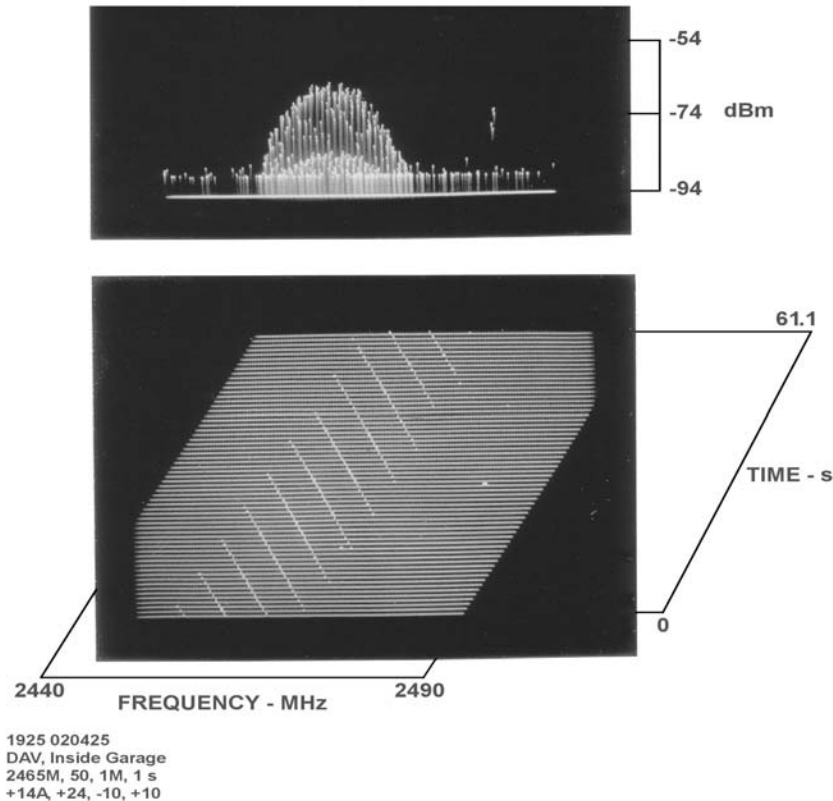 -54
-74 dBm
-94
61.1
TIME - s
0
2440 2490
FREQUENCY - MHz
1925 020425
DAV, Inside Garage
2465M, 50, 1M, 1 s
+14A, +24, -10, +10